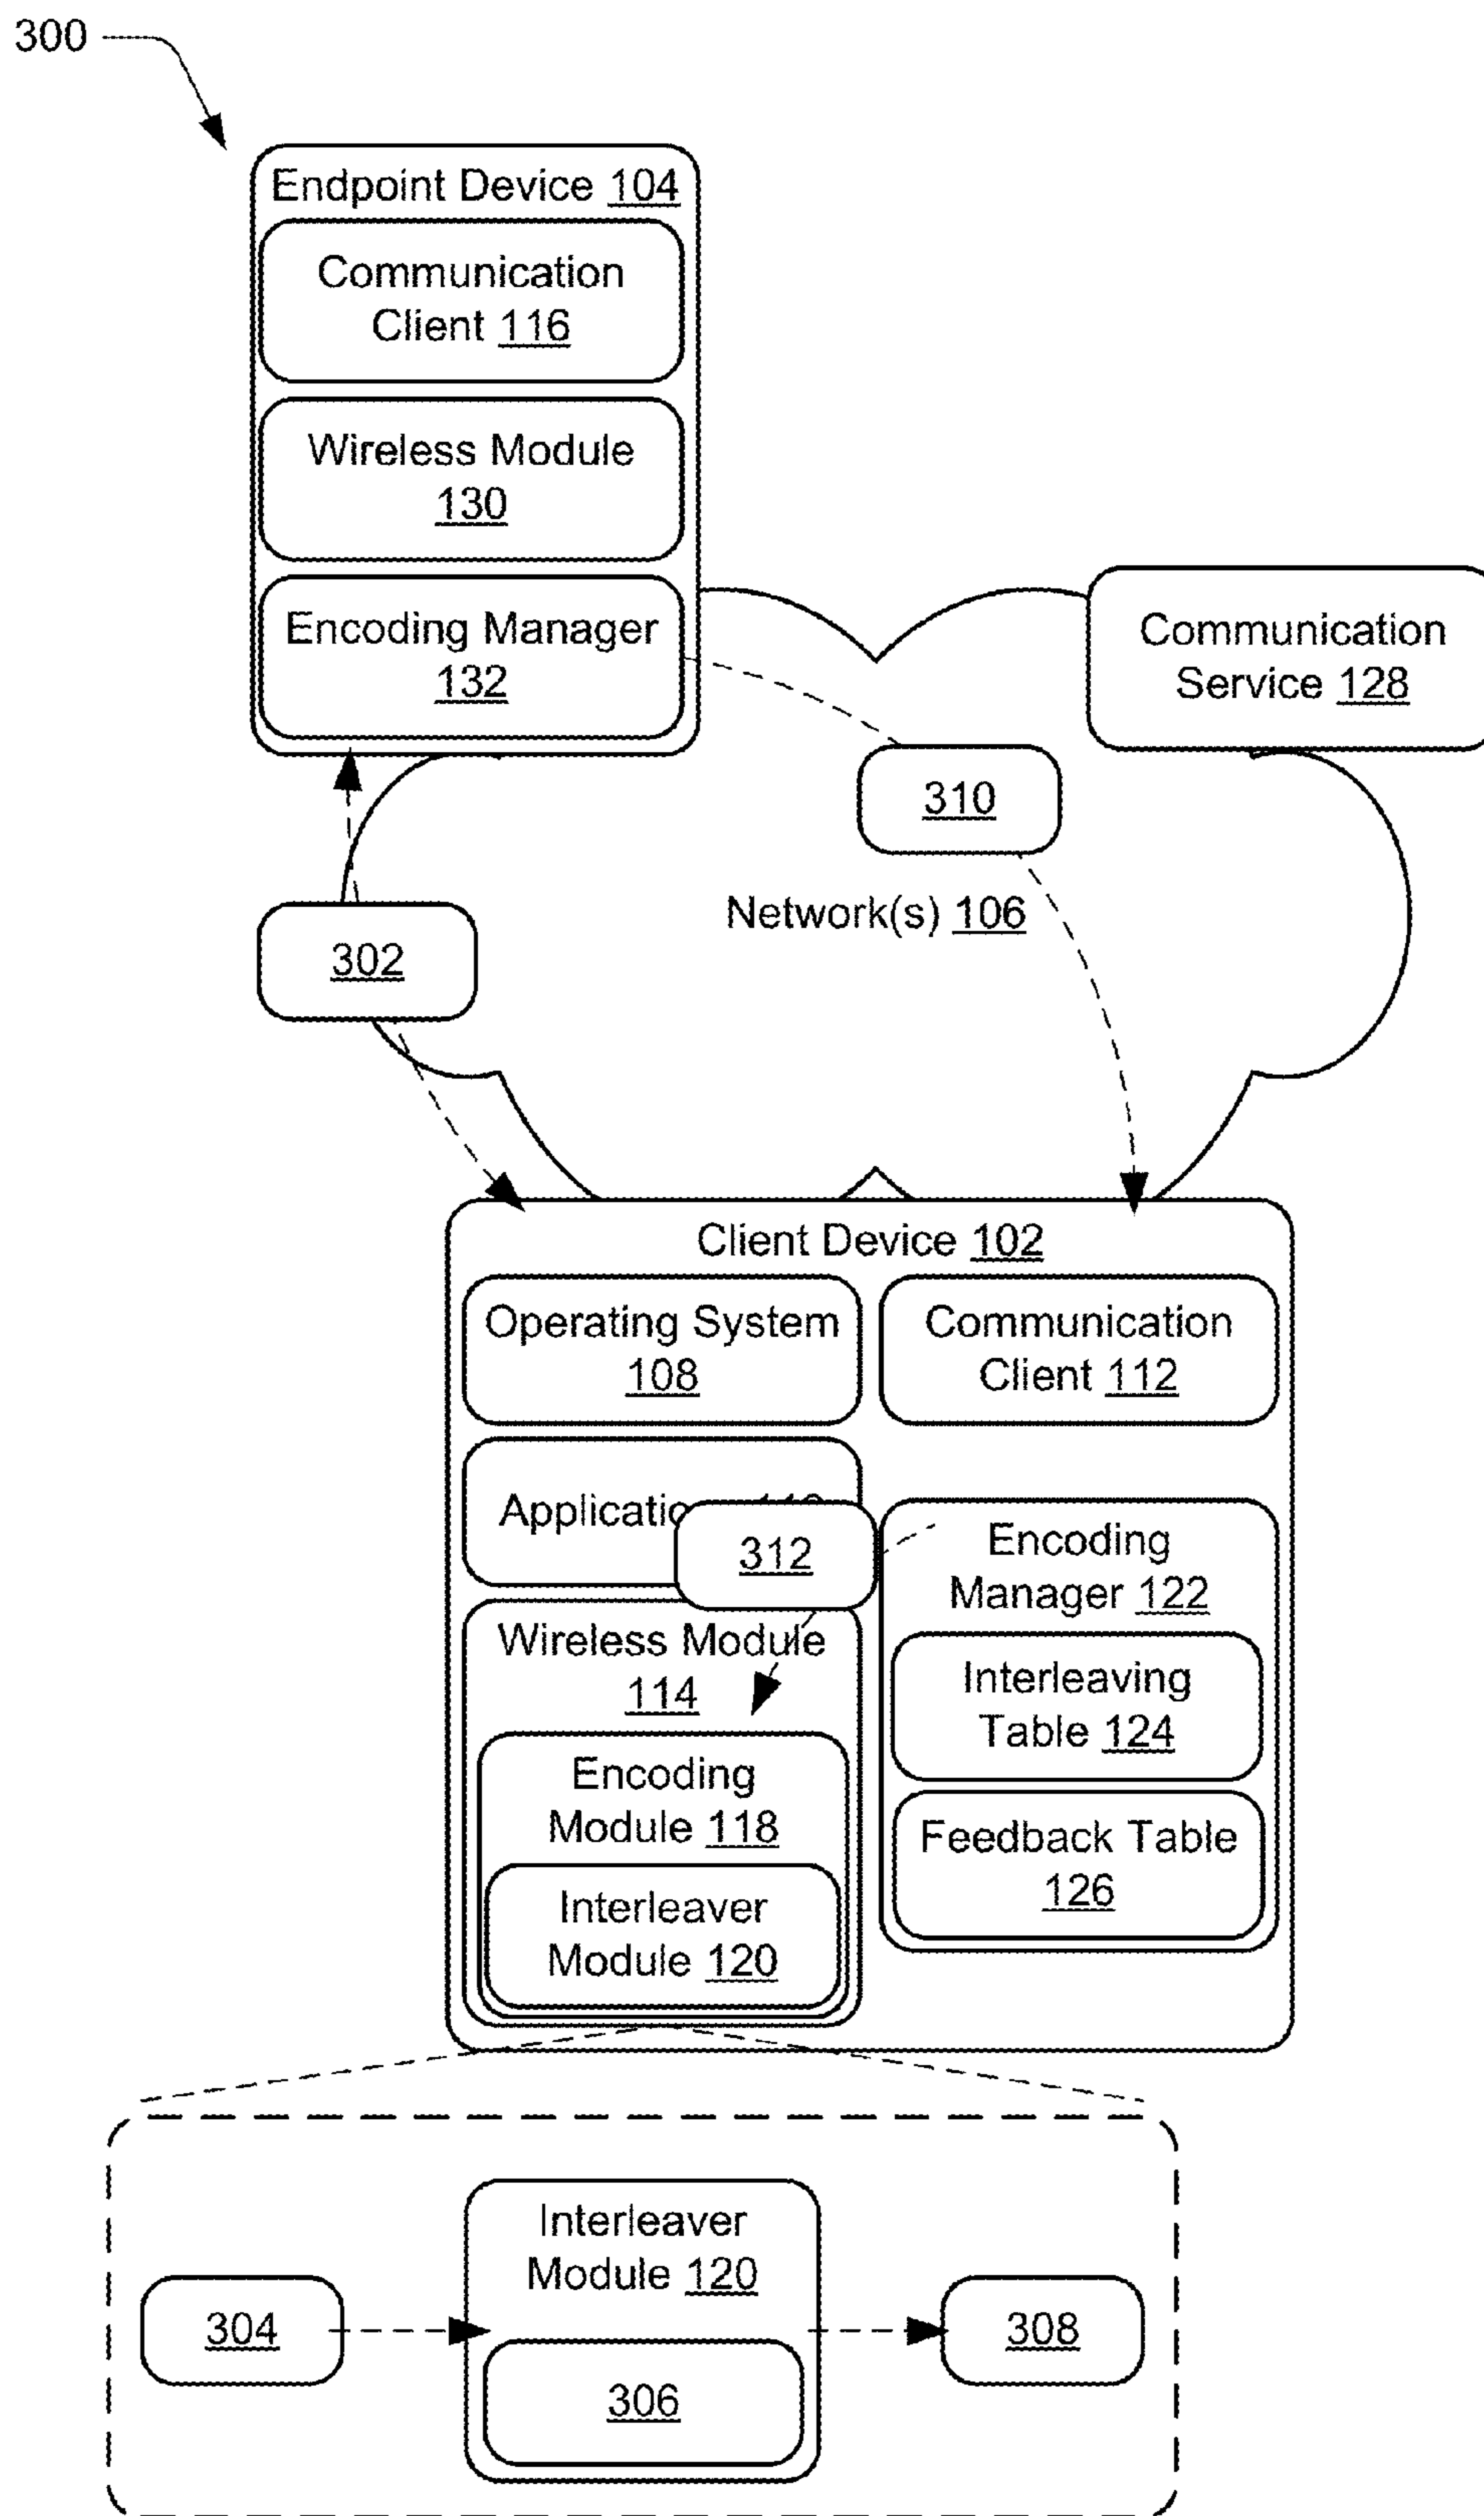 300
Endpoint Device 104
Communication
Client 116
Wireless Module
130
Encoding Manager
132
Communication
Service 128
310
Network(s) 106
302
Client Device 102
Operating System
108
Communication
Client 112
312
Encoding
Manager 122
Wireless Module
114
Interleaving
Table 124
Encoding
Module 118
Feedback Table
126
Interleaver
Module 120
Interleaver
Module 120
304
308
306